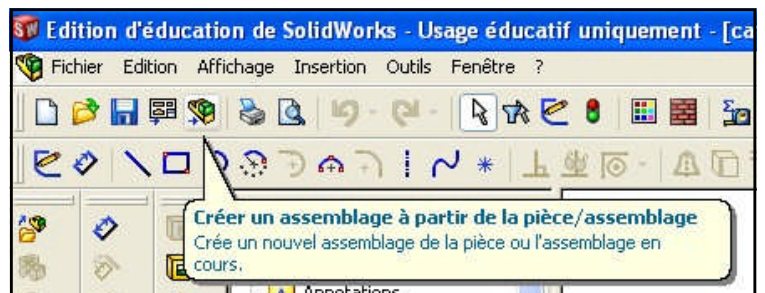 SW Edition d'éducation de SolidWorks - Usage éducatif uniquement - [ca
Fichier Edition Affichage Insertion Outils Fenêtre ?
Créer un assemblage à partir de la pièce/assemblage
Crée un nouvel assemblage de la pièce ou l'assemblage en
cours.
Annotations